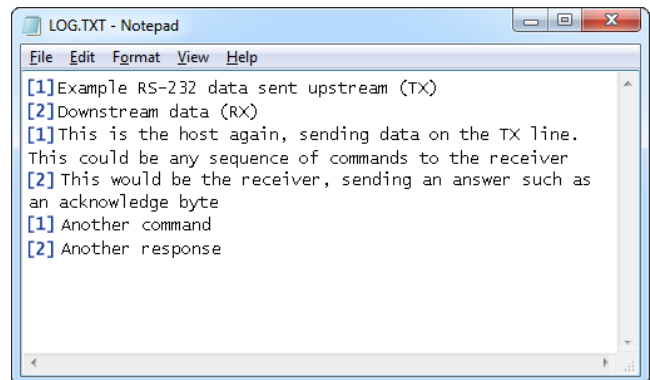 LOG.TXT - Notepad
File Edit Format View Help
[1]Example RS-232 data sent upstream (TX)
[2]Downstream data (RX)
[1]This is the host again, sending data on the TX line.
This could be any sequence of commands to the receiver
[2] This would be the receiver, sending an answer such as
an acknowledge byte
[1] Another command
[2] Another response